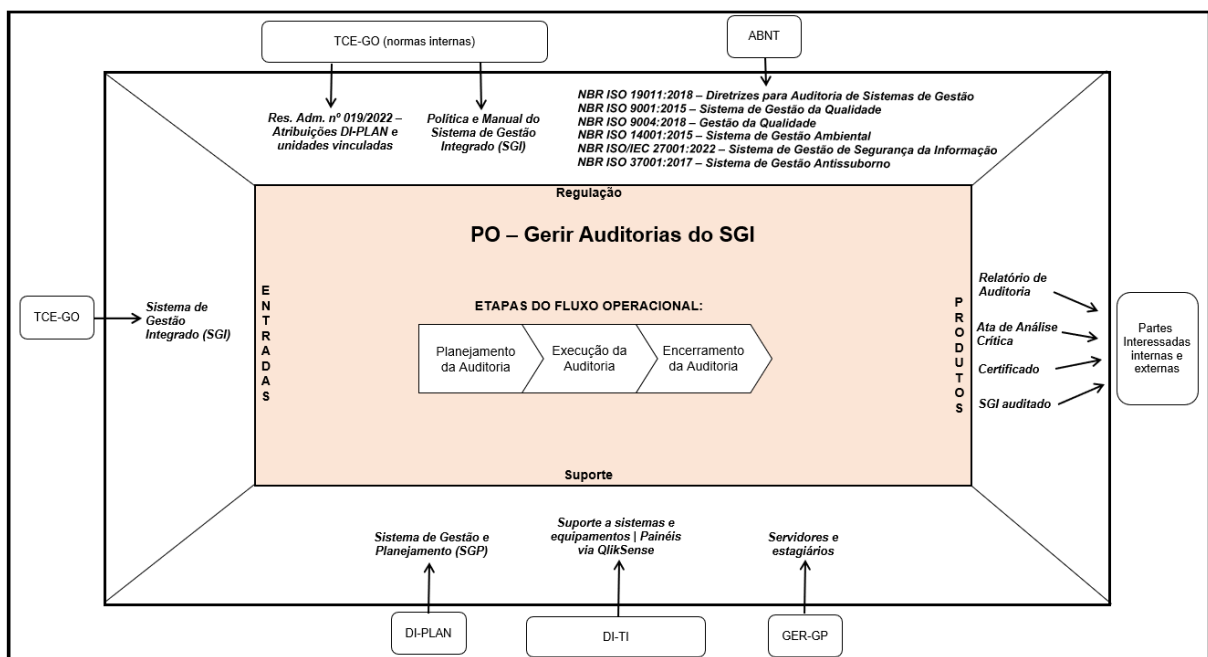 TCE-GO (normas internas)
ABNT
Res. Adm. nº 019/2022 –
Atribuições DI-PLAN e
unidades vinculadas
Política e Manual do
Sistema de Gestão
Integrado (SGI)
NBR ISO 19011:2018 – Diretrizes para Auditoria de Sistemas de Gestão
NBR ISO 9001:2015 – Sistema de Gestão da Qualidade
NBR ISO 9004:2018 – Gestão da Qualidade
NBR ISO 14001:2015 – Sistema de Gestão Ambiental
NBR ISO/IEC 27001:2022 – Sistema de Gestão de Segurança da Informação
NBR ISO 37001:2017 – Sistema de Gestão Antissuborno
Regulação
PO – Gerir Auditorias do SGI
TCE-GO
Sistema de
Gestão
Integrado (SGI)
ENTRADAS
ETAPAS DO FLUXO OPERACIONAL:
Planejamento
da Auditoria
Execução da
Auditoria
Encerramento
da Auditoria
PRODUTOS
Relatório de
Auditoria
Ata de Análise
Crítica
Certificado
SGI auditado
Partes
Interessadas
internas e
externas
Suporte
Sistema de Gestão e
Planejamento (SGP)
Suporte a sistemas e
equipamentos | Painéis
via QlikSense
Servidores e
estagiários
DI-PLAN
DI-TI
GER-GP